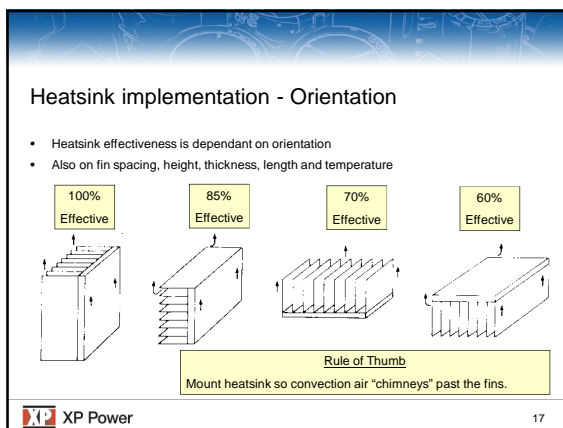 Heatsink implementation - Orientation
• Heatsink effectiveness is dependant on orientation
• Also on fin spacing, height, thickness, length and temperature
100%
Effective
85%
Effective
70%
Effective
60%
Effective
Rule of Thumb
Mount heatsink so convection air “chimneys” past the fins.
XP XP Power
17